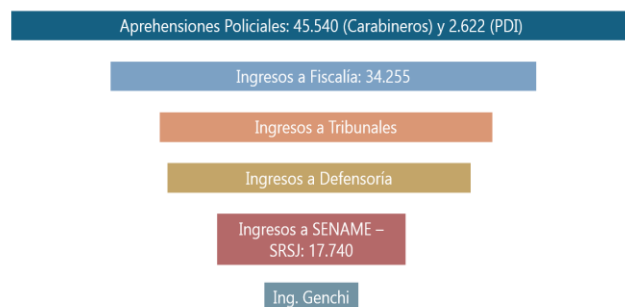 Aprehensiones Policiales: 45.540 (Carabineros) y 2.622 (PDI)
Ingresos a Fiscalía: 34.255
Ingresos a Tribunales
Ingresos a Defensoría
Ingresos a SENAME –
SRSJ: 17.740
Ing. Genchi